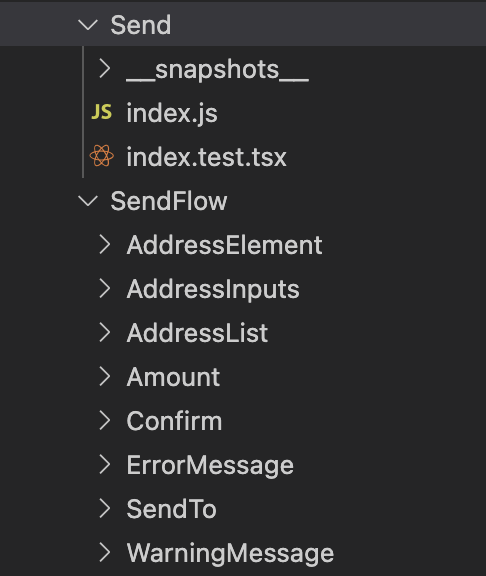 Send
__snapshots__
JS index.js
index.test.tsx
SendFlow
AddressElement
AddressInputs
AddressList
Amount
Confirm
ErrorMessage
SendTo
WarningMessage